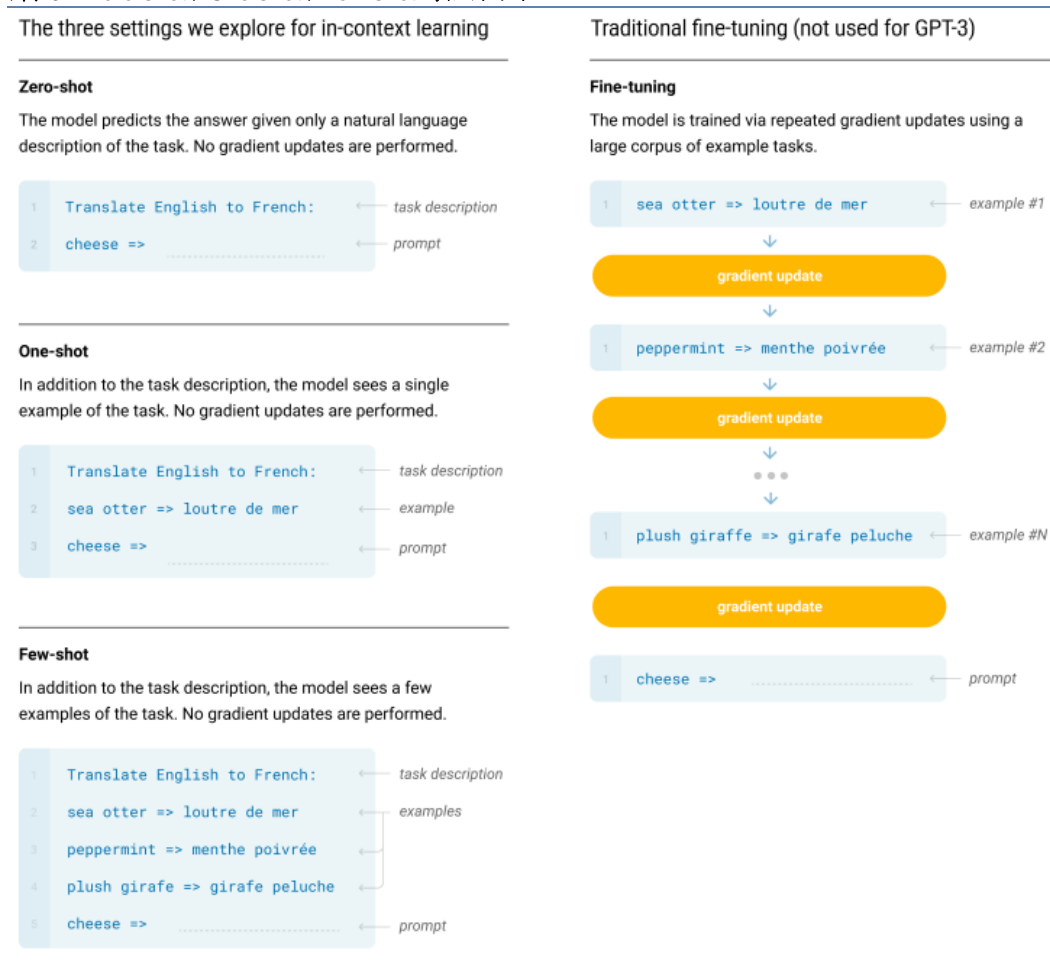 The three settings we explore for in-context learning
Zero-shot
The model predicts the answer given only a natural language
description of the task. No gradient updates are performed.
1 Translate English to French: task description
2 cheese => prompt
One-shot
In addition to the task description, the model sees a single
example of the task. No gradient updates are performed.
1 Translate English to French: task description
2 sea otter => loutre de mer example
3 cheese => prompt
Few-shot
In addition to the task description, the model sees a few
examples of the task. No gradient updates are performed.
1 Translate English to French: task description
2 sea otter => loutre de mer examples
3 peppermint => menthe poivrée
4 plush girafe => girafe peluche
5 cheese => prompt
Traditional fine-tuning (not used for GPT-3)
Fine-tuning
The model is trained via repeated gradient updates using a
large corpus of example tasks.
1 sea otter => loutre de mer example #1
gradient update
1 peppermint => menthe poivrée example #2
gradient update
1 plush giraffe => girafe peluche example #N
gradient update
1 cheese => prompt